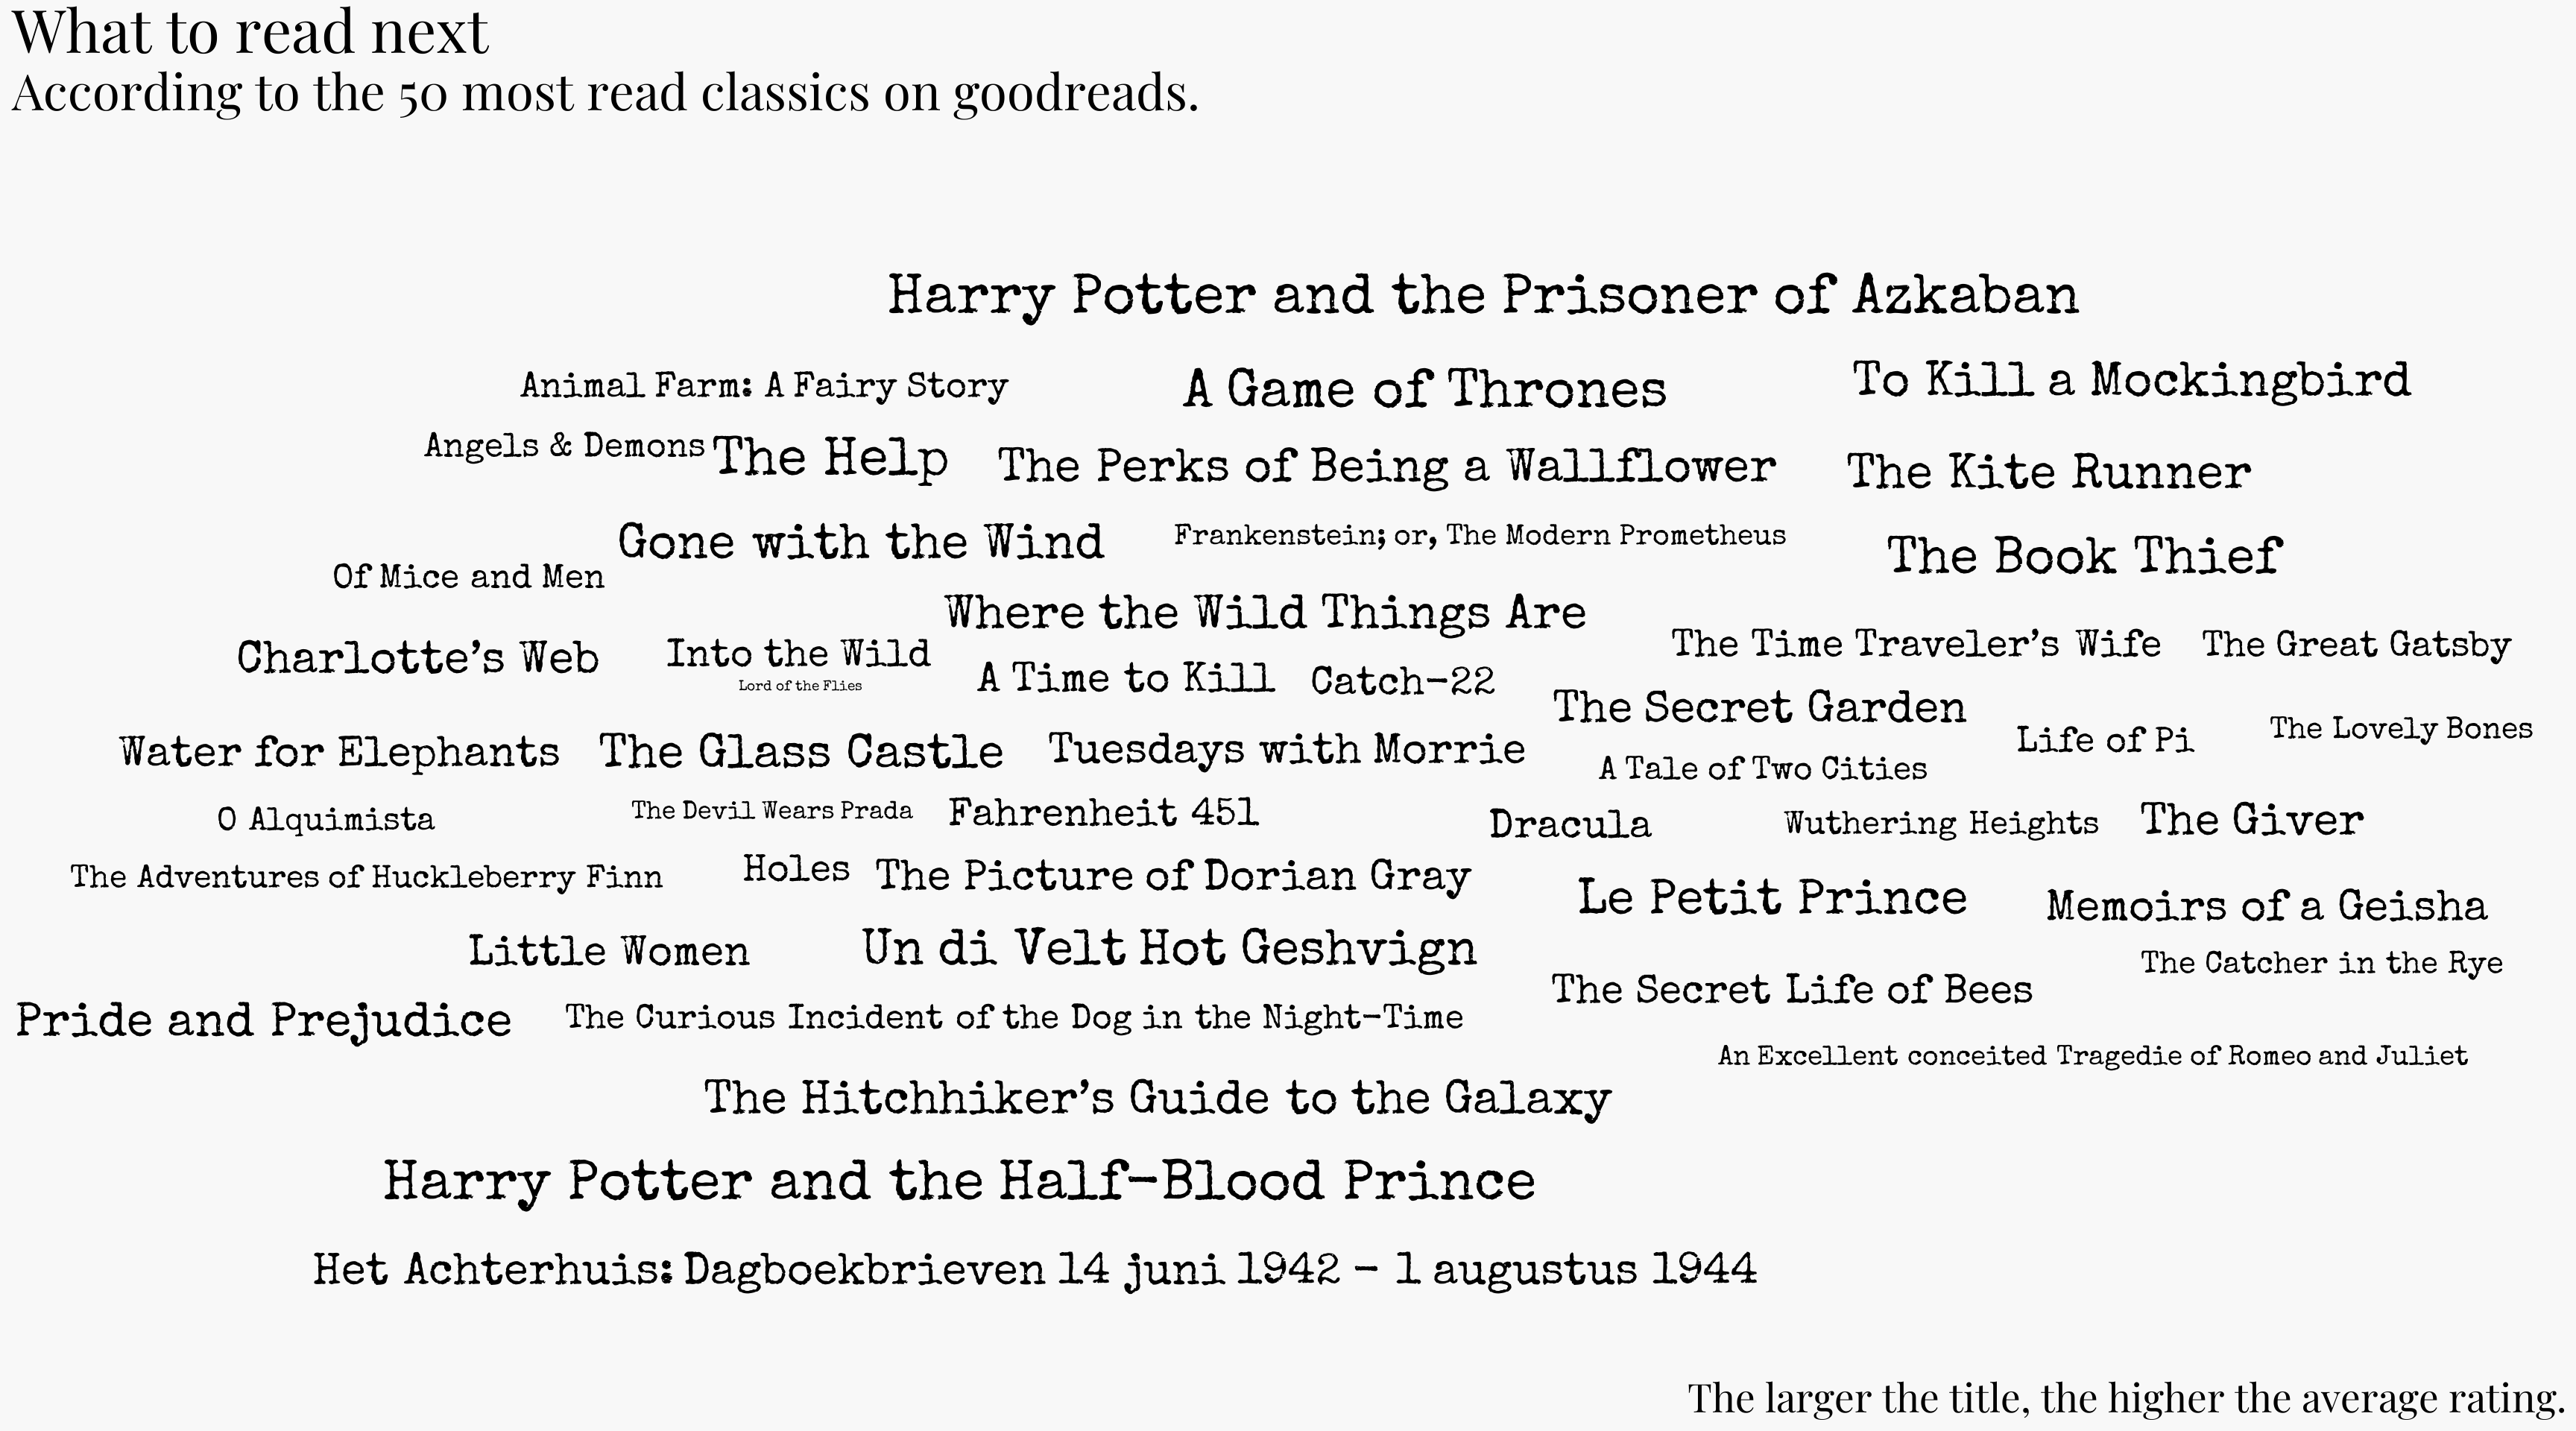 What to read next
According to the 50 most read classics on goodreads.
Harry Potter and the Prisoner of Azkaban
Animal Farm: A Fairy Story
A Game of Thrones
To Kill a Mockingbird
Angels & Demons
The Help
The Perks of Being a Wallflower
The Kite Runner
Gone with the Wind
Frankenstein; or, The Modern Prometheus
The Book Thief
Of Mice and Men
Where the Wild Things Are
Charlotte's Web
Into the Wild
The Time Traveler's Wife
The Great Gatsby
Lord of the Flies
A Time to Kill
Catch-22
The Secret Garden
Water for Elephants
The Glass Castle
Tuesdays with Morrie
Life of Pi
The Lovely Bones
A Tale of Two Cities
O Alquimista
The Devil Wears Prada
Fahrenheit 451
Dracula
Wuthering Heights
The Giver
The Adventures of Huckleberry Finn
Holes
The Picture of Dorian Gray
Le Petit Prince
Memoirs of a Geisha
Little Women
Un di Velt Hot Geshvign
The Catcher in the Rye
The Secret Life of Bees
Pride and Prejudice
The Curious Incident of the Dog in the Night-Time
An Excellent conceited Tragedie of Romeo and Juliet
The Hitchhiker's Guide to the Galaxy
Harry Potter and the Half-Blood Prince
Het Achterhuis: Dagboekbrieven 14 juni 1942 - 1 augustus 1944
The larger the title, the higher the average rating.